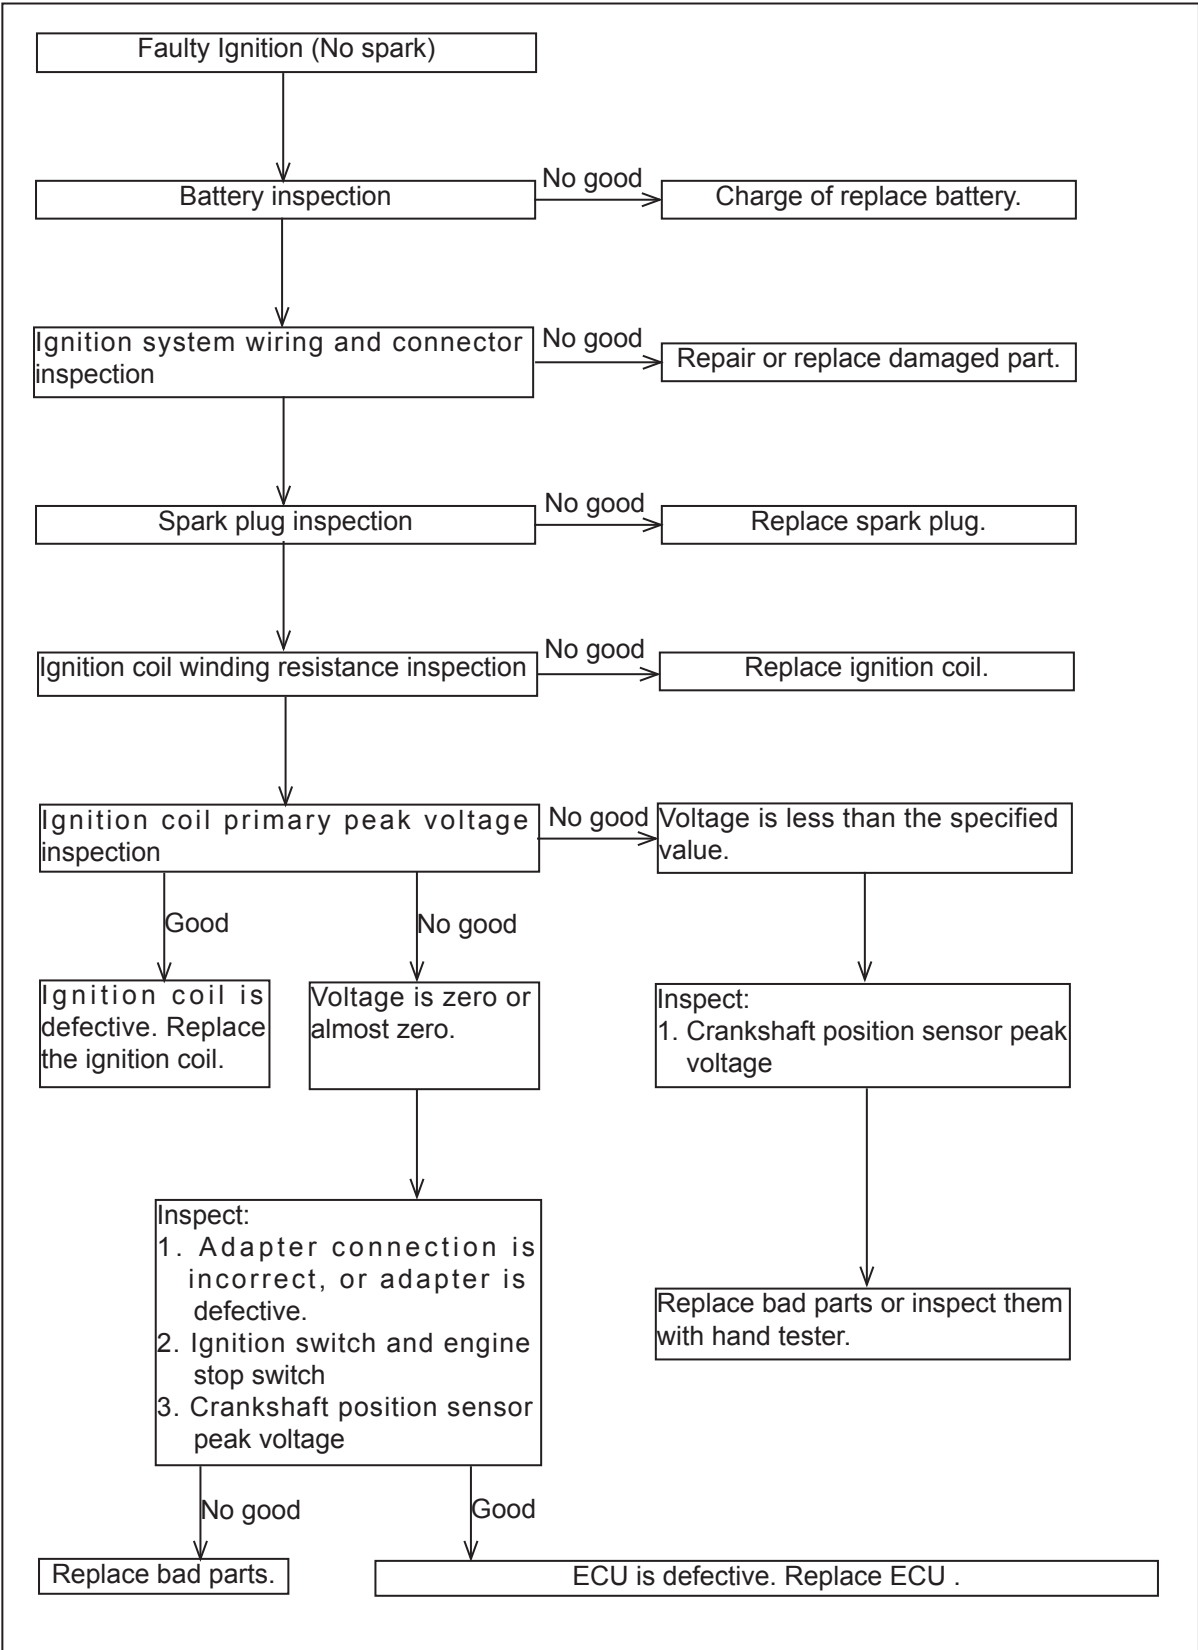 Faulty Ignition (No spark)
Battery inspection
No good
Charge of replace battery.
Ignition system wiring and connector
inspection
No good
Repair or replace damaged part.
Spark plug inspection
No good
Replace spark plug.
Ignition coil winding resistance inspection
No good
Replace ignition coil.
Ignition coil primary peak voltage
inspection
No good
Voltage is less than the specified
value.
Good
No good
Ignition coil is
defective. Replace
the ignition coil.
Voltage is zero or
almost zero.
Inspect:
1. Crankshaft position sensor peak
voltage
Inspect:
1. Adapter connection is
incorrect, or adapter is
defective.
2. Ignition switch and engine
stop switch
3. Crankshaft position sensor
peak voltage
Replace bad parts or inspect them
with hand tester.
No good
Good
Replace bad parts.
ECU is defective. Replace ECU .